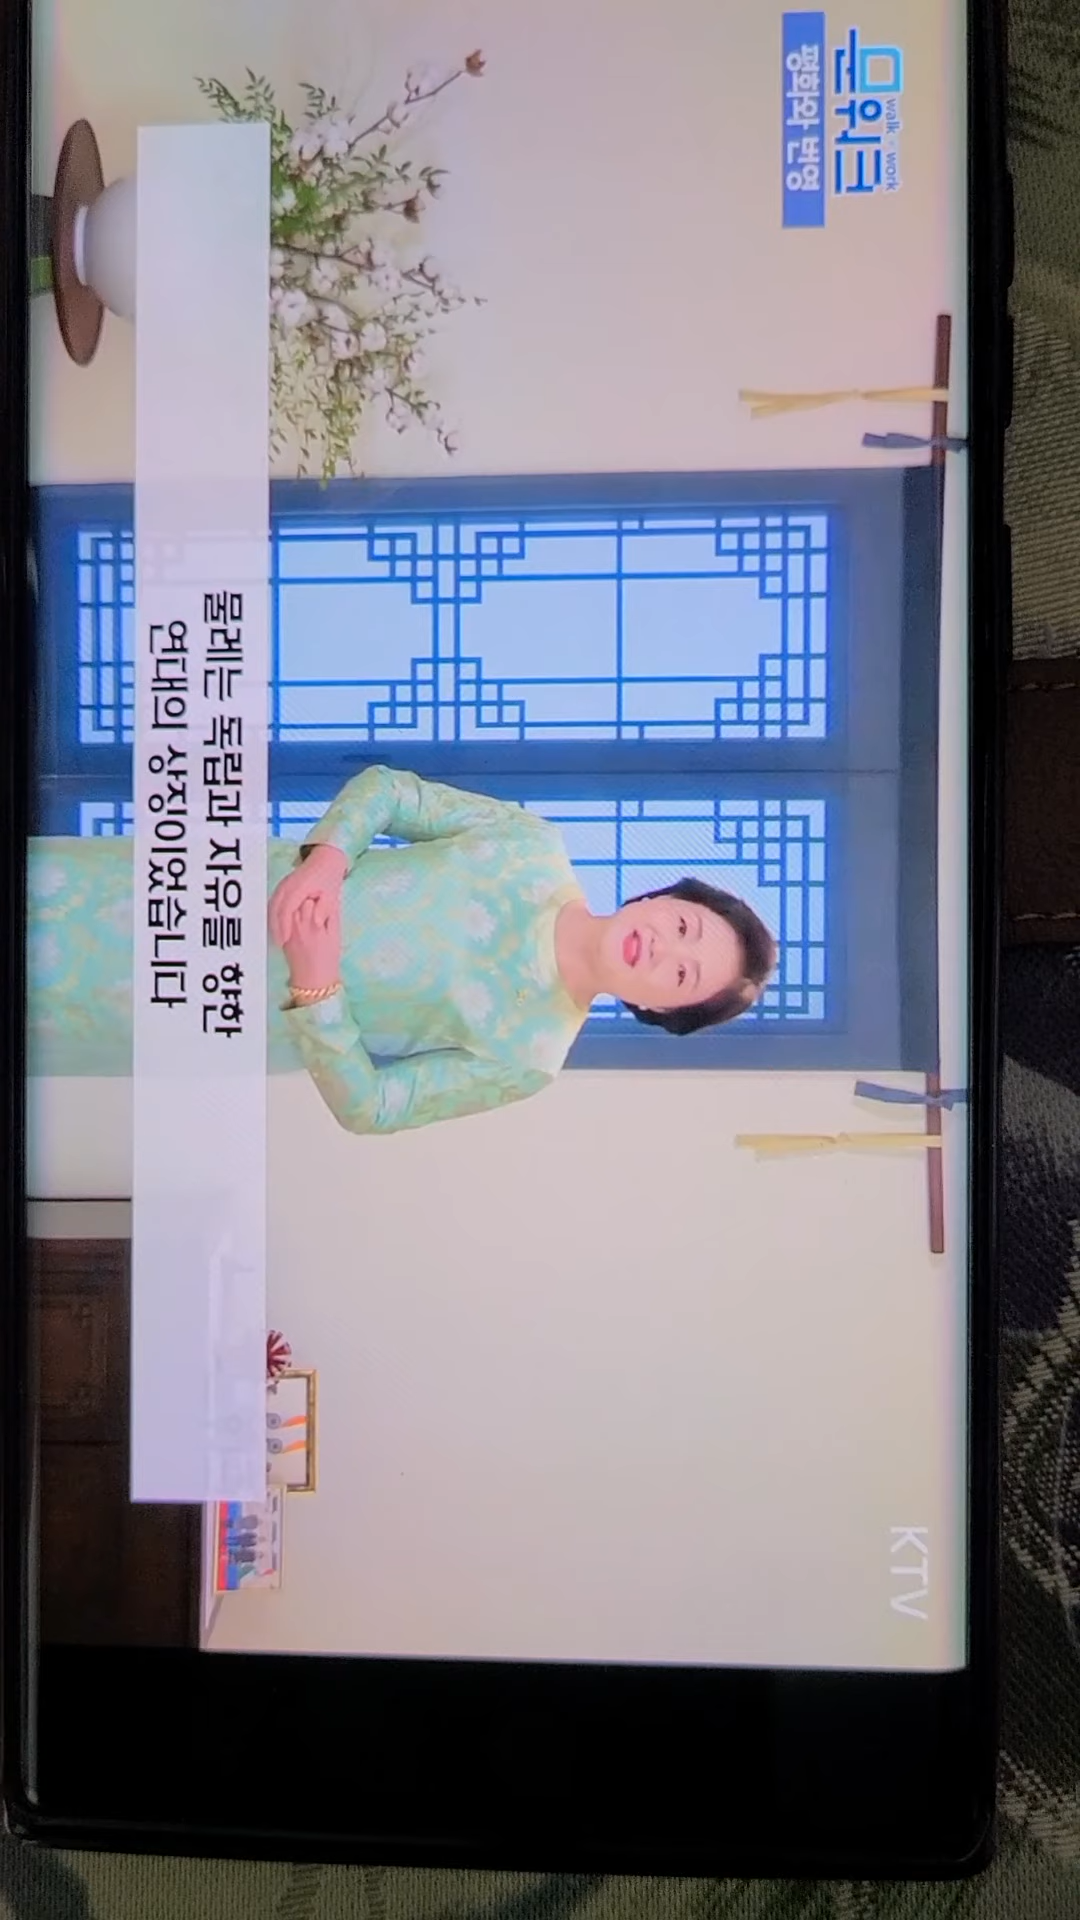 walk · work
문워크
평화와 번영
KTV
물레는 독립과 자유를 향한
연대의 상징이었습니다